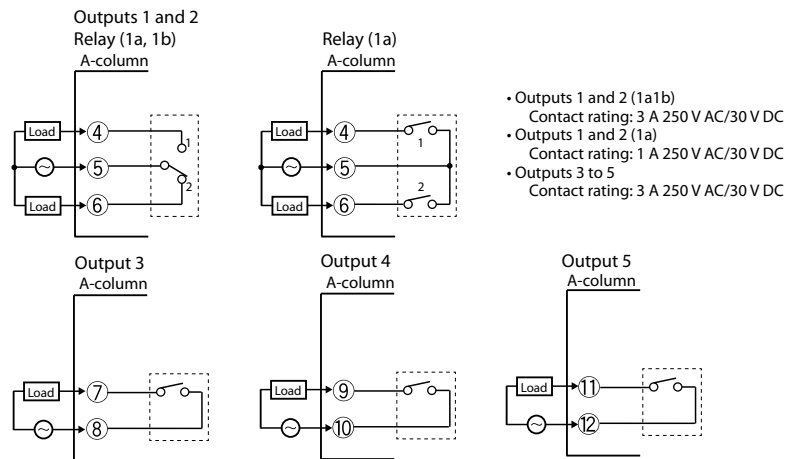 Outputs 1 and 2
Relay (1a, 1b)
A-column
Load
4
1
5
2
Load
6
Relay (1a)
A-column
Load
4
1
5
2
Load
6
• Outputs 1 and 2 (1a1b)
Contact rating: 3 A 250 V AC/30 V DC
• Outputs 1 and 2 (1a)
Contact rating: 1 A 250 V AC/30 V DC
• Outputs 3 to 5
Contact rating: 3 A 250 V AC/30 V DC
Output 3
A-column
Load
7
8
Output 4
A-column
Load
9
10
Output 5
A-column
Load
11
12